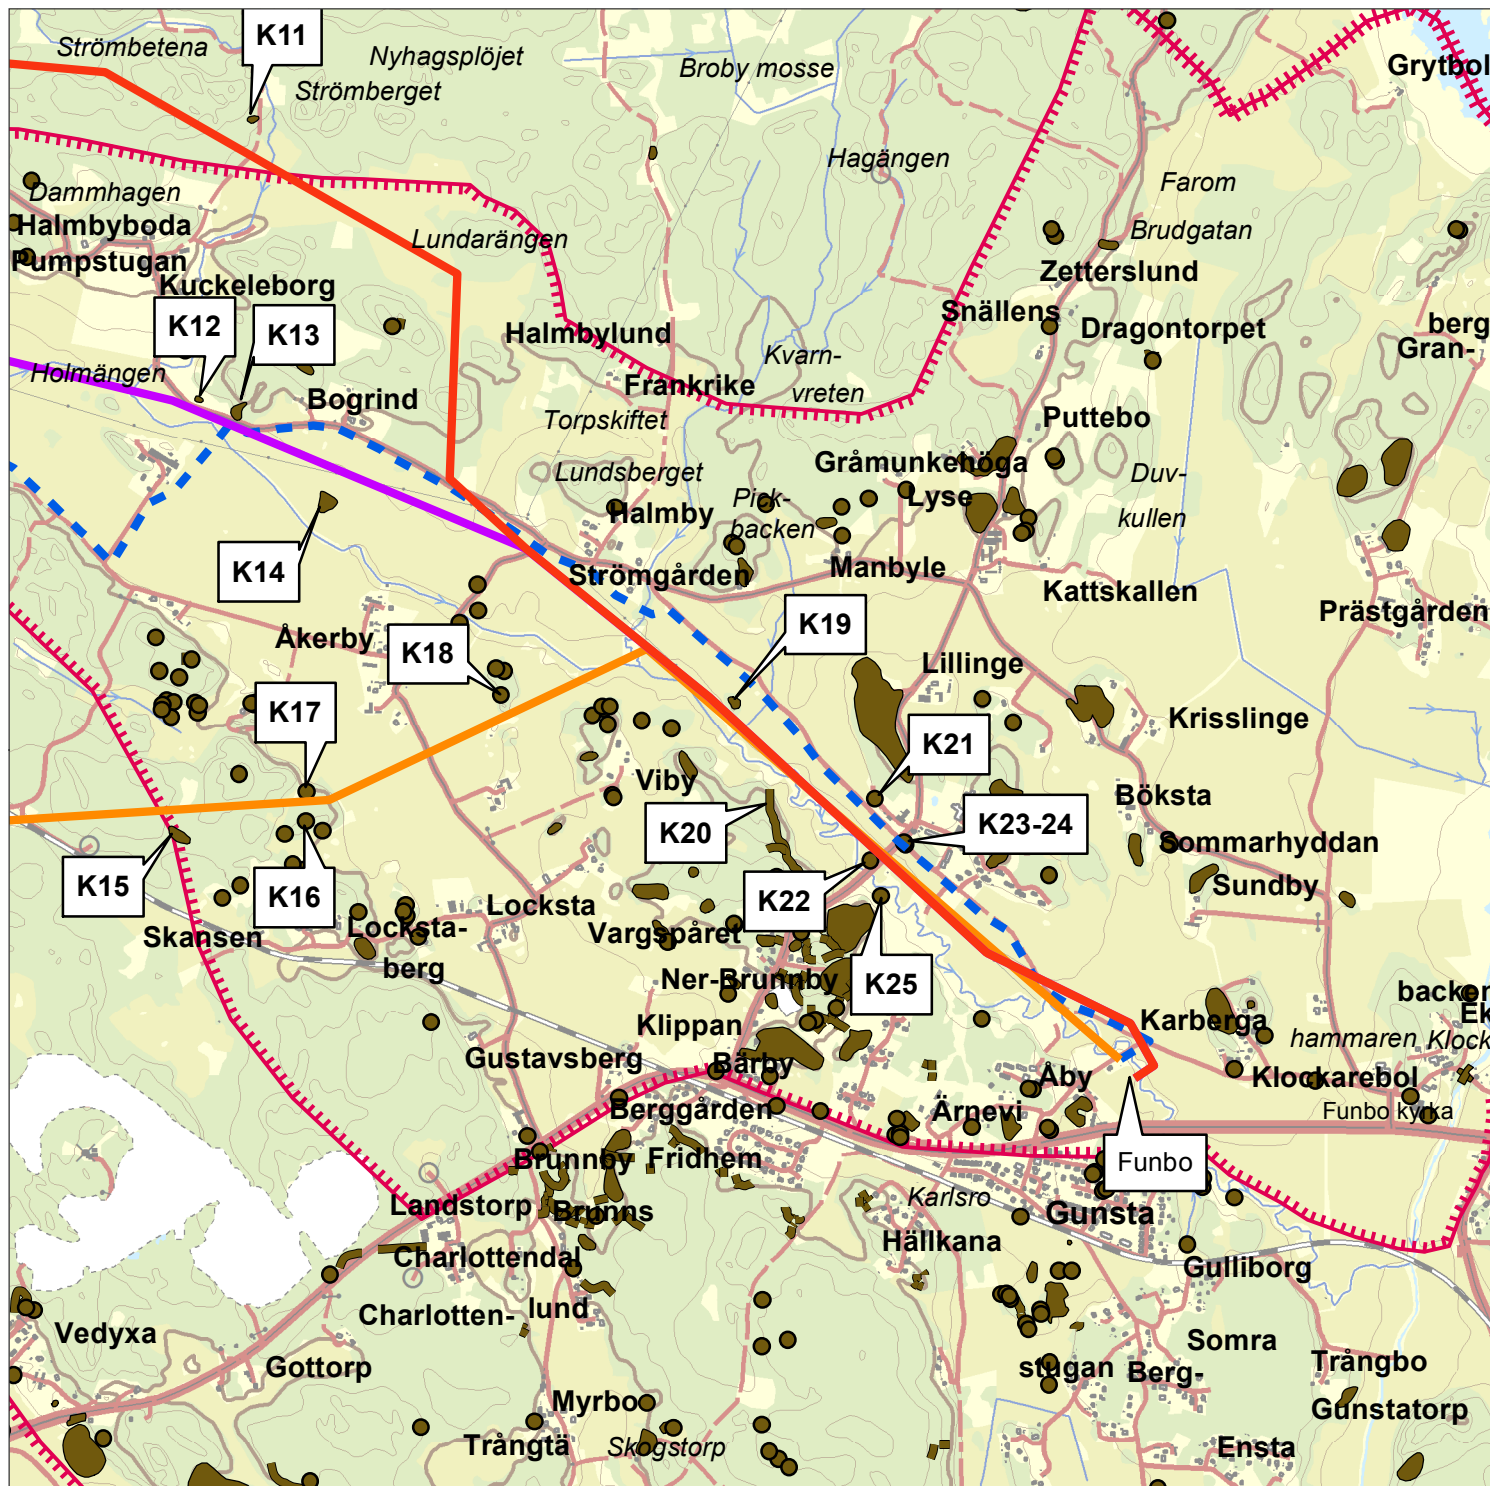 K11
Strömbetena
Nyhagsplöjet
Broby mosse
Grytbol
Strömberget
Hagängen
Farom
Dammhagen
Halmbyboda
Brudgatan
Lundarängen
Pumpstugan
Zetterslund
Kuckeleborg
Snällens
K12
K13
Halmbylund
Dragontorpet
berg
Gran-
Kvarn-
vreten
Holmängen
Frankrike
Bogrind
Torpskiftet
Puttebo
Gråmunkehöga
Lundsberget
Duv-
kullen
Pick-
backen
Lyse
Halmby
K14
Strömgården
Manbyle
Kattskallen
Prästgården
K19
Åkerby
K18
Lillinge
K17
Krisslinge
K21
Viby
Böksta
K20
K23-24
Sommarhyddan
K15
K16
K22
Sundby
Locksta
Skansen
Locksta-
berg
Vargspåret
Ner-Brunnby
K25
backen
Ek
Karberga
Klippan
hammaren
Klock
Gustavsberg
Bärby
Åby
Klockarebol
Berggården
Ärnevi
Funbo kyrka
Brunnby
Fridhem
Funbo
Landstorp
Brunns
Karlsro
Gunsta
Hällkana
Charlottendal
Gulliborg
Charlotten-
lund
Vedyxa
Somra
Gottorp
stugan
Berg-
Trångbo
Myrbo
Gunstatorp
Trångtä
Skogstorp
Ensta